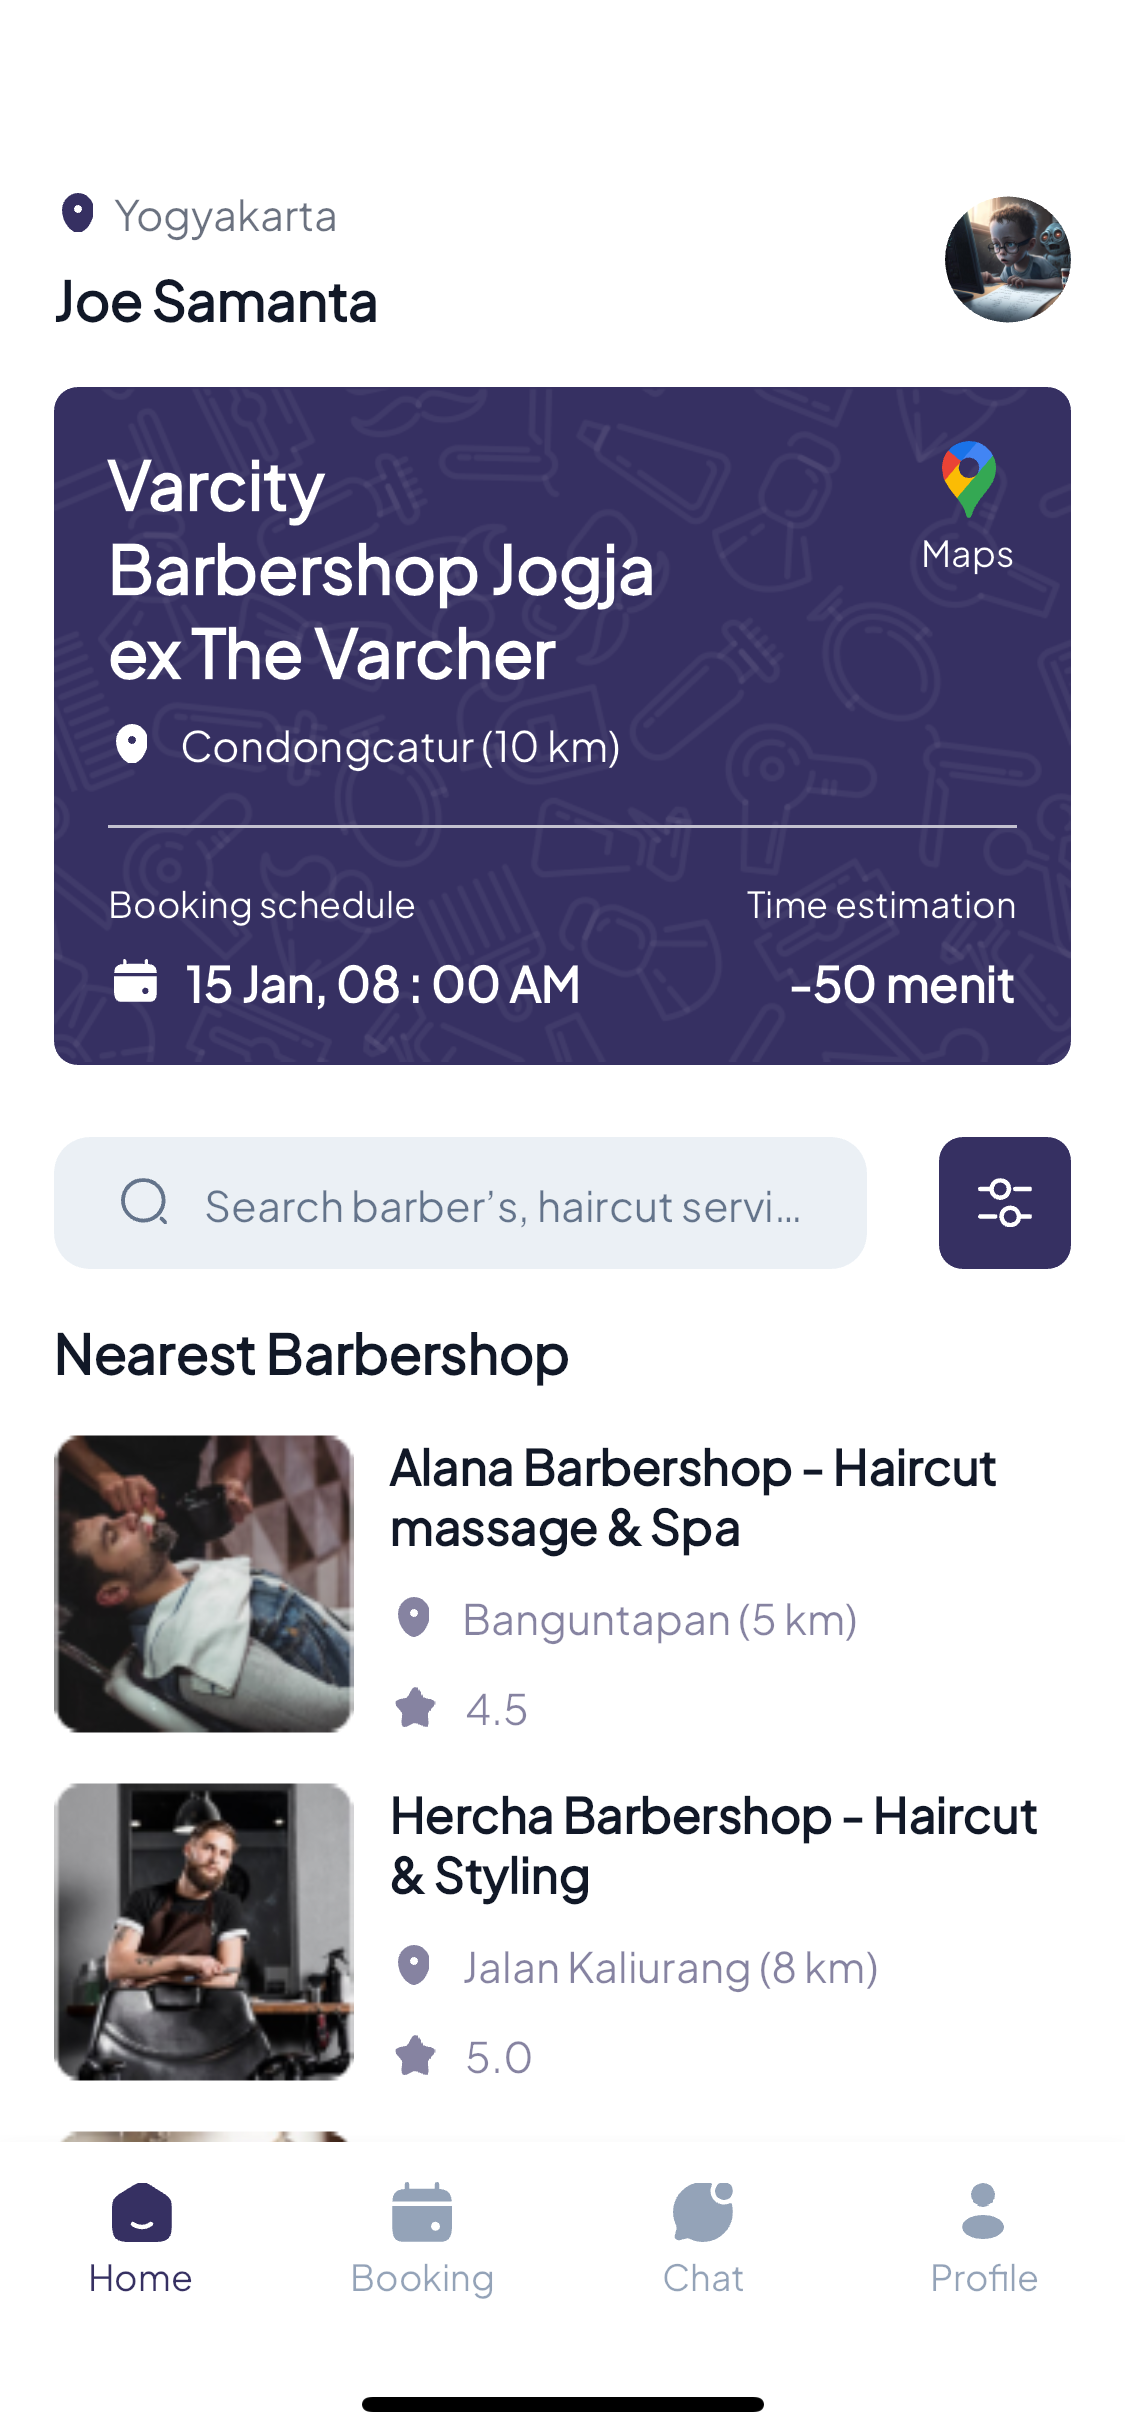 Yogyakarta
Joe Samanta
Varcity
Barbershop Jogja
ex The Varcher
Maps
Condongcatur (10 km)
Booking schedule
Time estimation
15 Jan, 08 : 00 AM
-50 menit
Search barber’s, haircut servi...
Nearest Barbershop
Alana Barbershop - Haircut
massage & Spa
Banguntapan (5 km)
4.5
Hercha Barbershop - Haircut
& Styling
Jalan Kaliurang (8 km)
5.0
Home
Booking
Chat
Profile